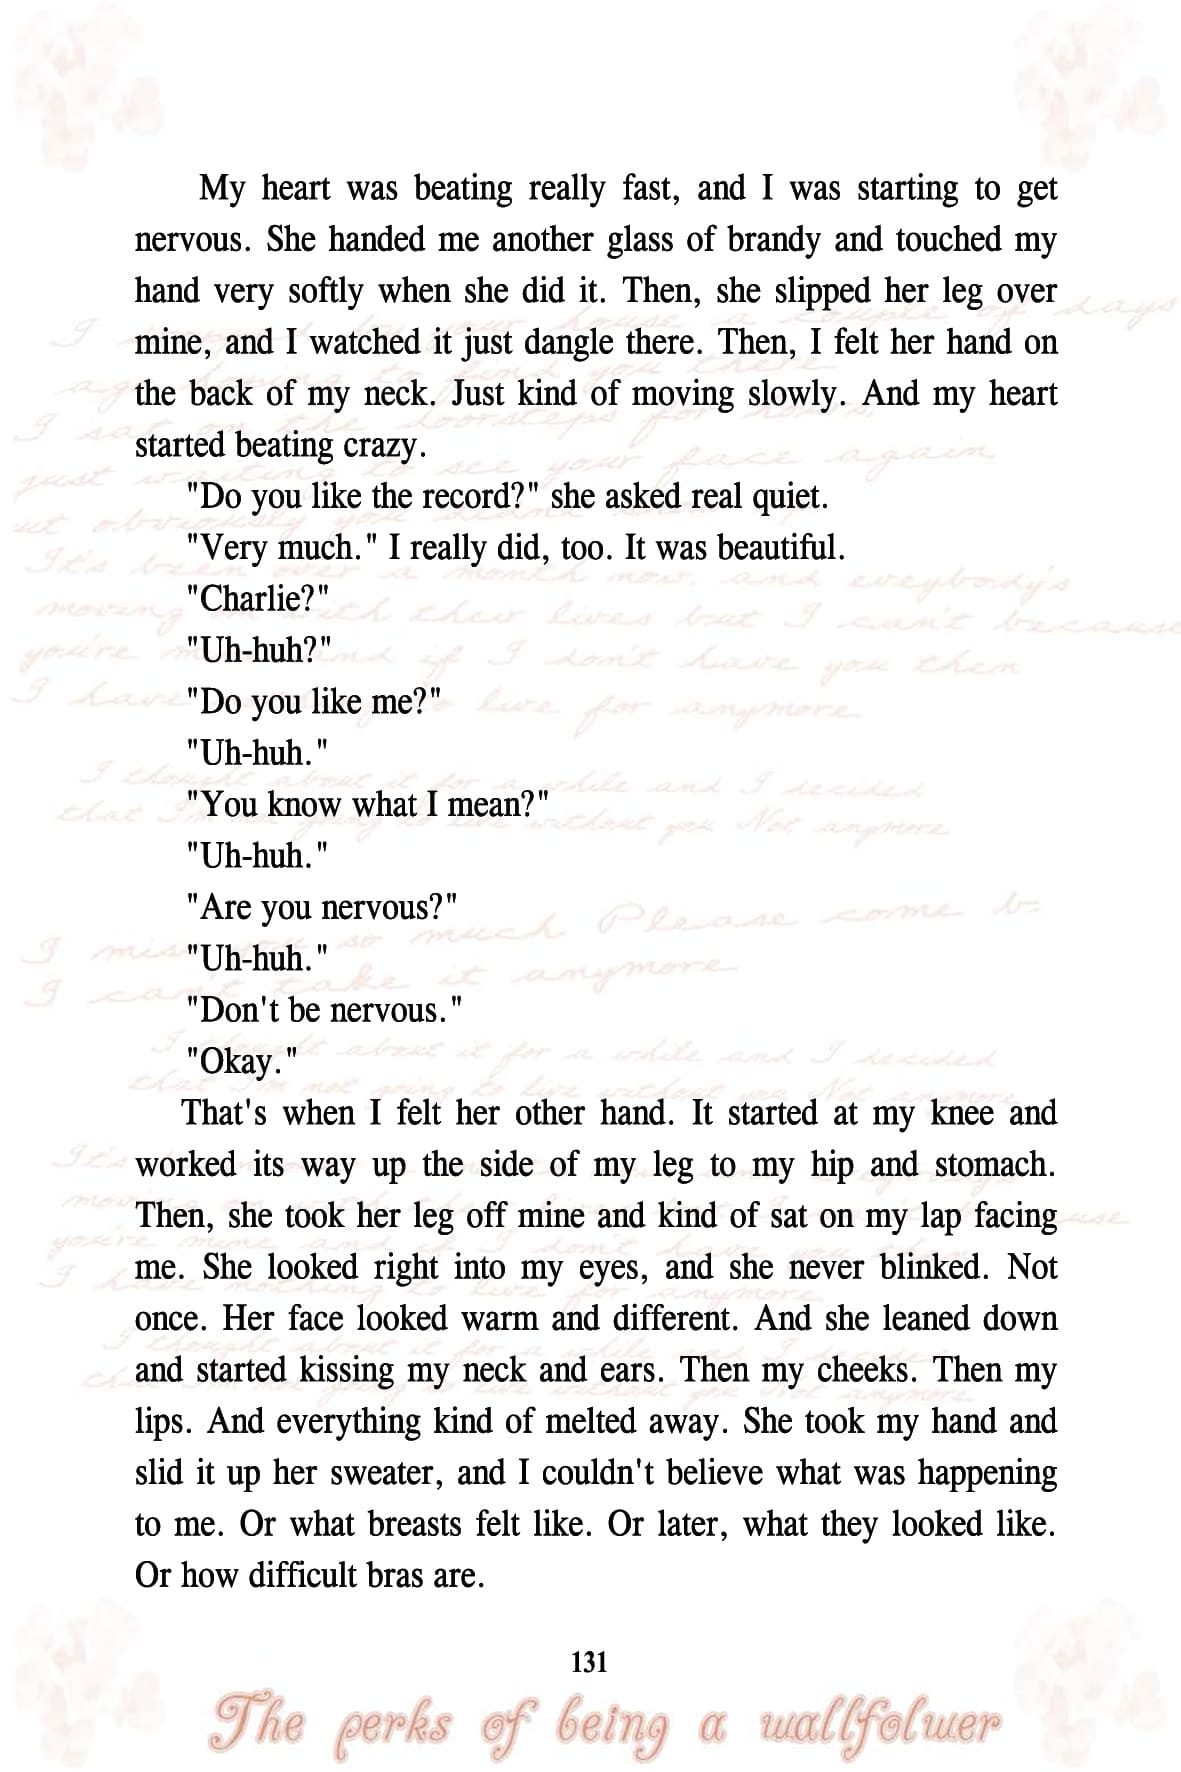 My heart was beating really fast, and I was starting to get
nervous. She handed me another glass of brandy and touched my
hand very softly when she did it. Then, she slipped her leg over
mine, and I watched it just dangle there. Then, I felt her hand on
the back of my neck. Just kind of moving slowly. And my heart
started beating crazy.
"Do you like the record?" she asked real quiet.
"Very much." I really did, too. It was beautiful.
"Charlie?"
"Uh-huh?"
"Do you like me?"
"Uh-huh."
"You know what I mean?"
"Uh-huh."
"Are you nervous?"
"Uh-huh."
"Don't be nervous."
"Okay."
That's when I felt her other hand. It started at my knee and
worked its way up the side of my leg to my hip and stomach.
Then, she took her leg off mine and kind of sat on my lap facing
me. She looked right into my eyes, and she never blinked. Not
once. Her face looked warm and different. And she leaned down
and started kissing my neck and ears. Then my cheeks. Then my
lips. And everything kind of melted away. She took my hand and
slid it up her sweater, and I couldn't believe what was happening
to me. Or what breasts felt like. Or later, what they looked like.
Or how difficult bras are.
131
The perks of being a wallfolwer